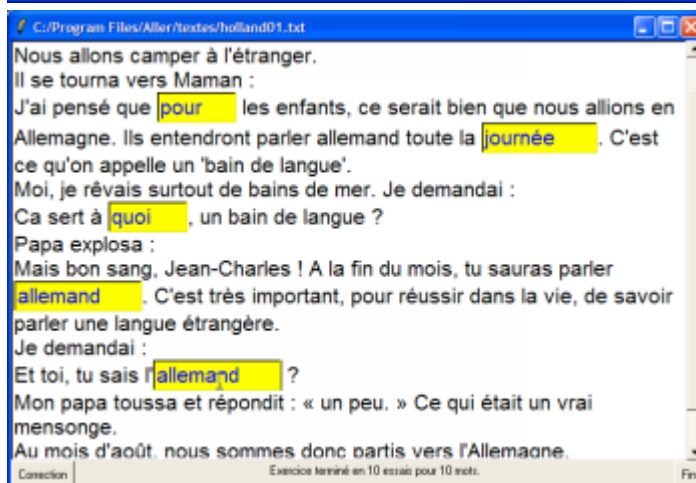 C:/Program Files/Aller/textes/holland01.txt
Nous allons camper à l'étranger.
Il se tourna vers Maman :
J'ai pensé que pour les enfants, ce serait bien que nous allions en
Allemagne. Ils entendront parler allemand toute la journée . C'est
ce qu'on appelle un 'bain de langue'.
Moi, je rêvais surtout de bains de mer. Je demandai :
Ca sert à quoi , un bain de langue ?
Papa explosa :
Mais bon sang, Jean-Charles ! A la fin du mois, tu sauras parler
allemand . C'est très important, pour réussir dans la vie, de savoir
parler une langue étrangère.
Je demandai :
Et toi, tu sais l'allemand ?
Mon papa toussa et répondit : « un peu. » Ce qui était un vrai
mensonge.
Au mois d'août, nous sommes donc partis vers l'Allemagne.
Correction Exercice terminé en 10 essais pour 10 mots. Fin